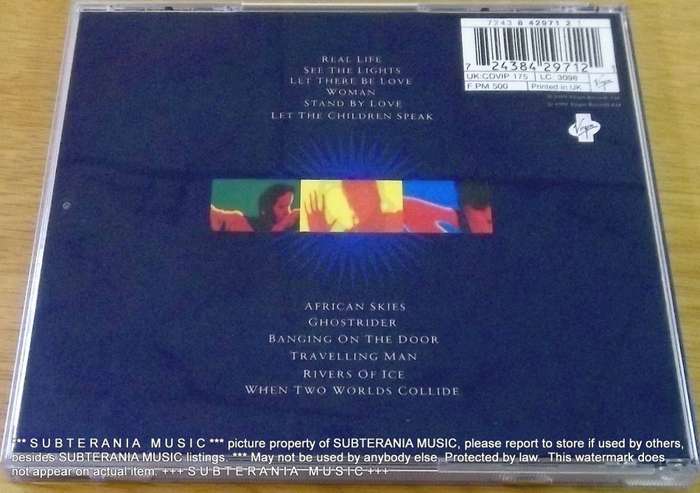 REAL LIFE
SEE THE LIGHTS
LET THERE BE LOVE
WOMAN
STAND BY LOVE
LET THE CHILDREN SPEAK
7243 8 42971 2 1
7 24384 29712 1
UK:CDVIP 175 LC 3098
F:PM 500 Printed in UK
Virgin
Virgin
AFRICAN SKIES
GHOSTRIDER
BANGING ON THE DOOR
TRAVELLING MAN
RIVERS OF ICE
WHEN TWO WORLDS COLLIDE
*** S U B T E R A N I A M U S I C *** picture property of SUBTERANIA MUSIC, please report to store if used by others,
besides SUBTERANIA MUSIC listings. *** May not be used by anybody else. Protected by law. This watermark does
not appear on actual item. +++ S U B T E R A N I A M U S I C +++